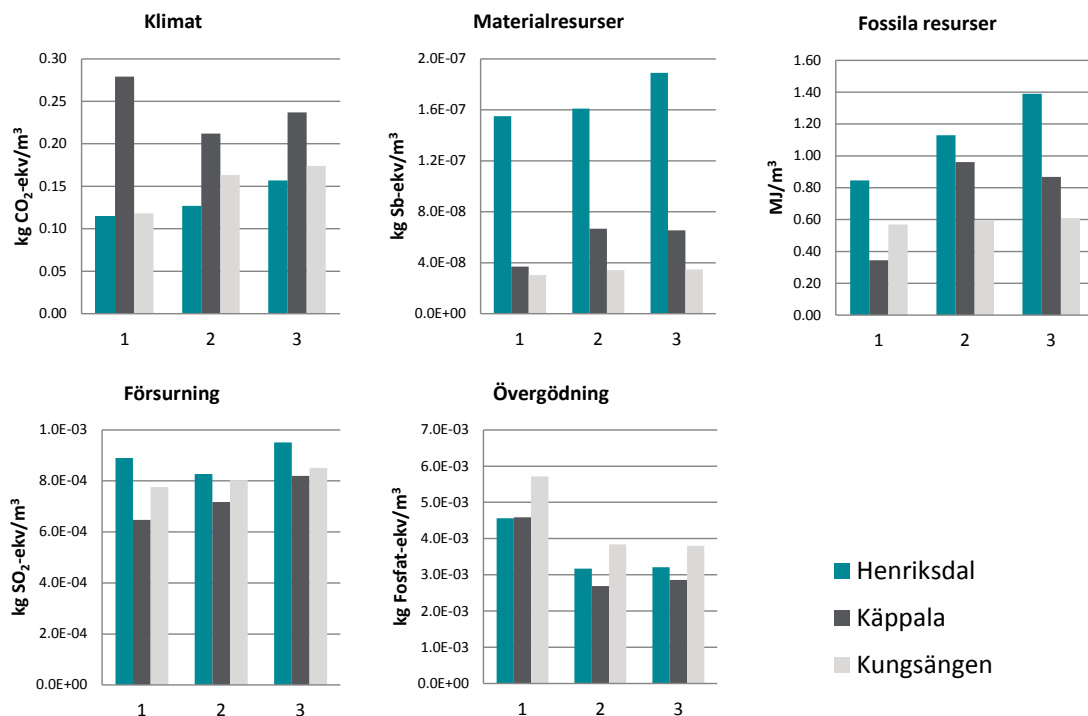 Klimat
kg CO₂-ekv/m³
0.30
0.25
0.20
0.15
0.10
0.05
0.00
1 2 3
Materialresurser
kg Sb-ekv/m³
2.0E-07
1.6E-07
1.2E-07
8.0E-08
4.0E-08
0.0E+00
1 2 3
Fossila resurser
MJ/m³
1.60
1.40
1.20
1.00
0.80
0.60
0.40
0.20
0.00
1 2 3
Försurning
kg SO₂-ekv/m³
1.0E-03
8.0E-04
6.0E-04
4.0E-04
2.0E-04
0.0E+00
1 2 3
Övergödning
kg Fosfat-ekv/m³
7.0E-03
6.0E-03
5.0E-03
4.0E-03
3.0E-03
2.0E-03
1.0E-03
0.0E+00
1 2 3
Henriksdal
Käppala
Kungsängen